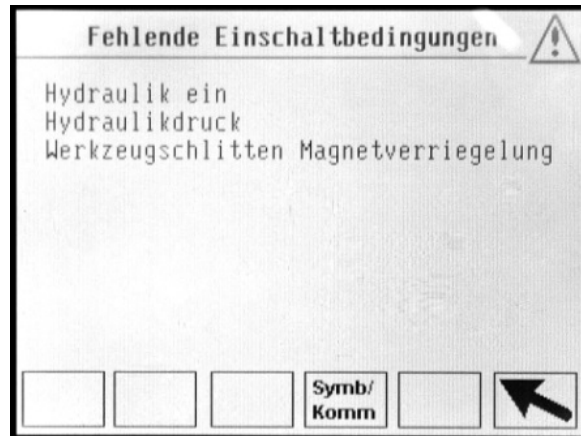 Fehlende Einschaltbedingungen
Hydraulik ein
Hydraulikdruck
Werkzeugschlitten Magnetverriegelung
Symb/
Komm